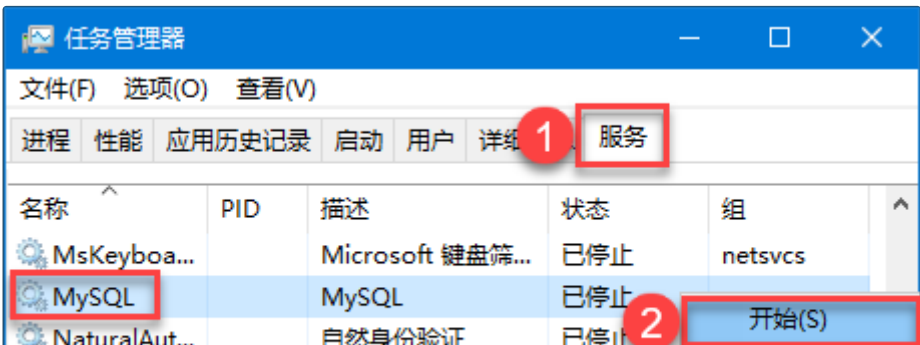 任务管理器
文件(F) 选项(O) 查看(V)
进程 性能 应用历史记录 启动 用户 详细 1 服务
名称 PID 描述 状态 组
MsKeyboa... Microsoft 键盘筛... 已停止 netsvcs
MySQL MySQL 已停止
2 开始(S)
NaturalAut... 自然身份验证 已停止